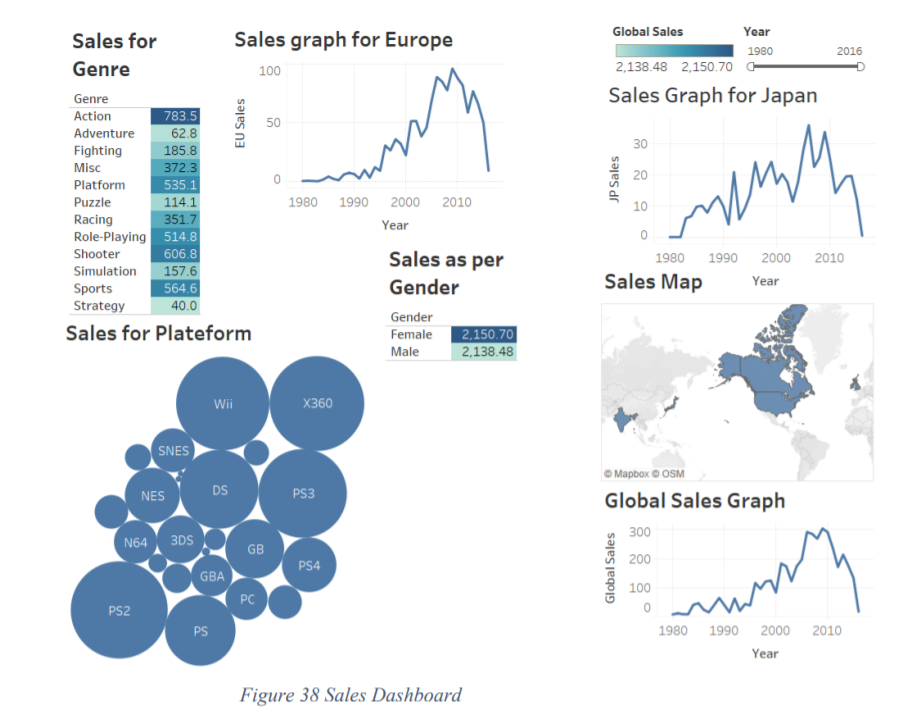 Sales for
Genre
Genre
Action 783.5
Adventure 62.8
Fighting 185.8
Misc 372.3
Platform 535.1
Puzzle 114.1
Racing 351.7
Role-Playing 514.8
Shooter 606.8
Simulation 157.6
Sports 564.6
Strategy 40.0
Sales graph for Europe
EU Sales
100
50
0
1980 1990 2000 2010
Year
Sales as per
Gender
Gender
Female 2,150.70
Male 2,138.48
Sales for Plateform
Wii
X360
SNES
NES
DS
PS3
N64
3DS
GB
GBA
PS4
PC
PS2
PS
Global Sales
2,138.48 2,150.70
Year
1980 2016
Sales Graph for Japan
JP Sales
30
20
10
0
1980 1990 2000 2010
Year
Sales Map
© Mapbox © OSM
Global Sales Graph
Global Sales
300
200
100
0
1980 1990 2000 2010
Year
Figure 38 Sales Dashboard